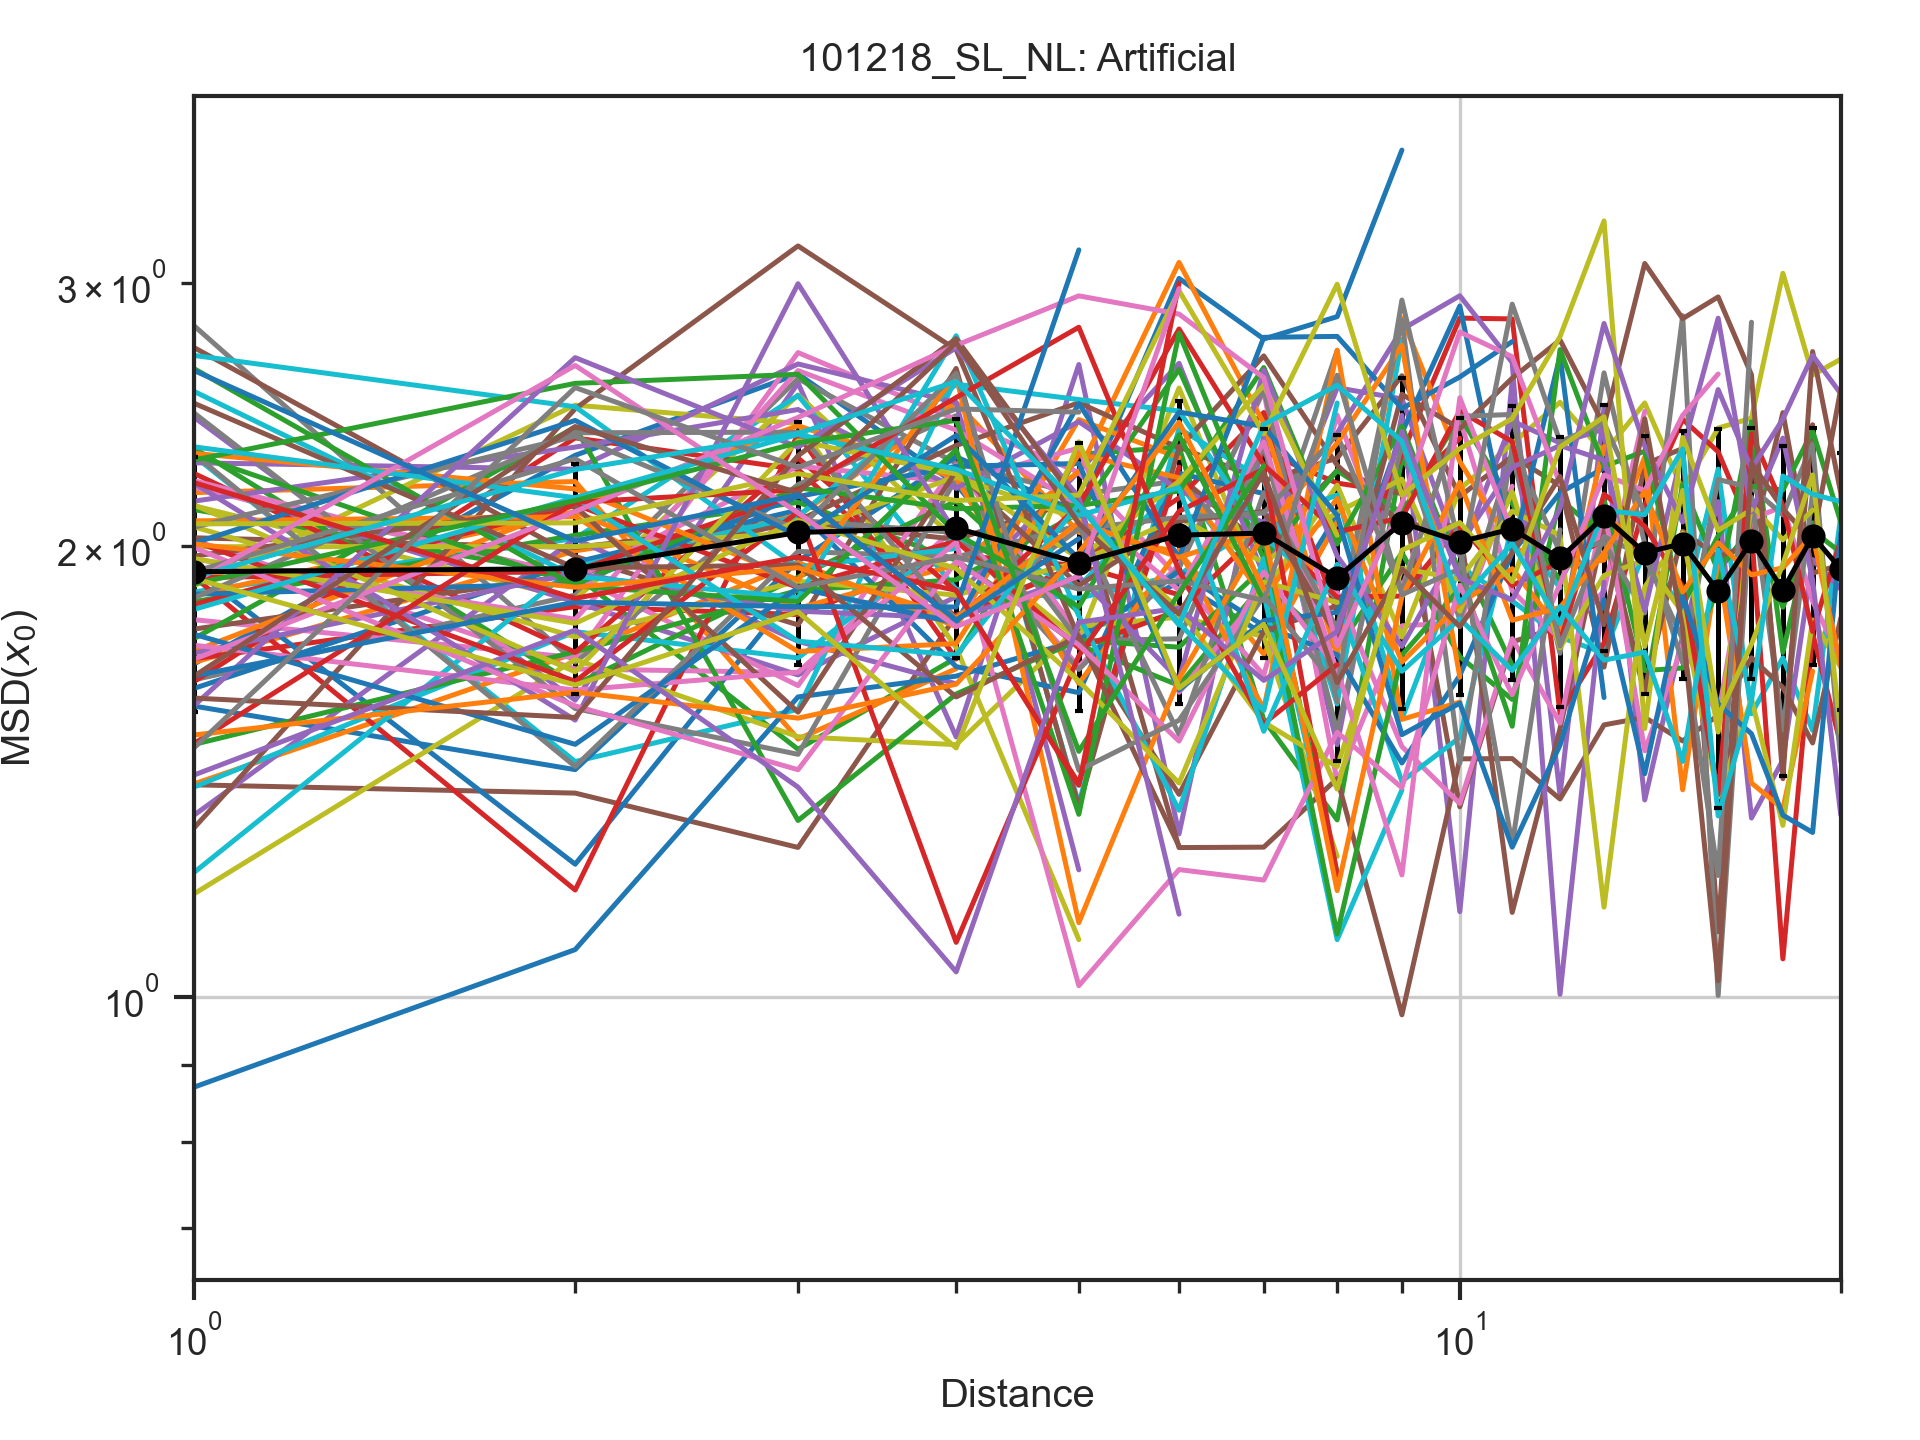 101218_SL_NL: Artificial
MSD(x₀)
3 × 10⁰
2 × 10⁰
10⁰
10⁰
10¹
Distance